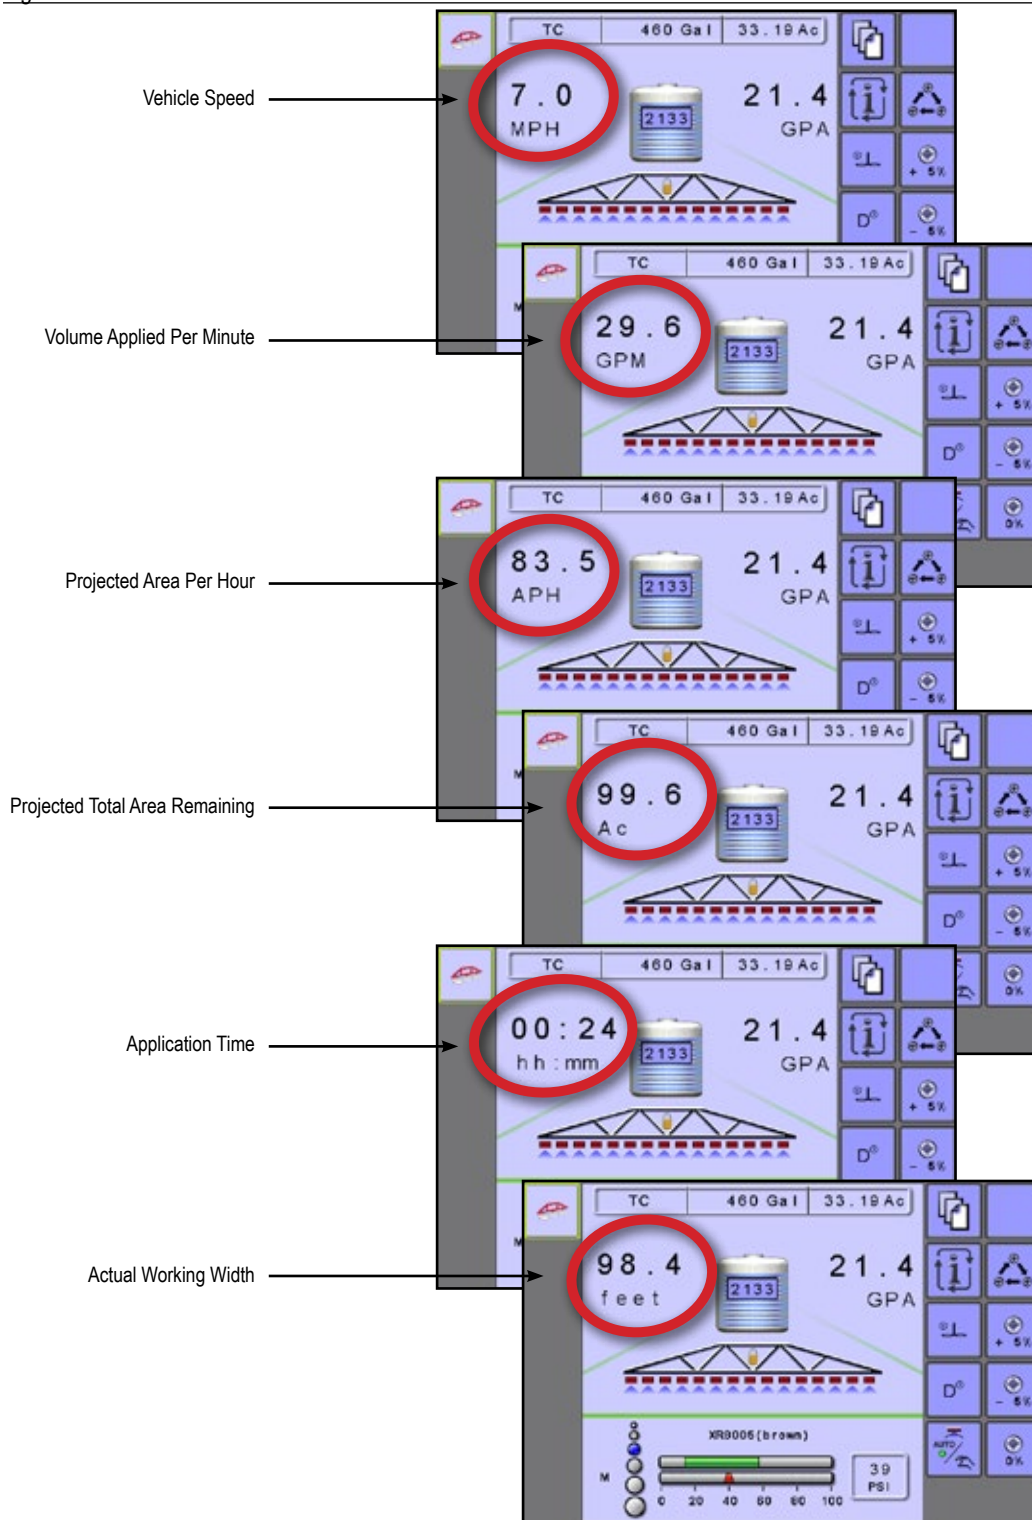 TC 460 Gal 33.19 Ac
Vehicle Speed
7.0 21.4
MPH GPA
2133
+ 5%
D
- 5%
TC 460 Gal 33.19 Ac
M
Volume Applied Per Minute
29.6 21.4
GPM GPA
2133
+ 5%
D
- 5%
TC 460 Gal 33.19 Ac
0%
Projected Area Per Hour
83.5 21.4
APH GPA
2133
+ 5%
D
- 5%
TC 460 Gal 33.19 Ac
M
Projected Total Area Remaining
99.6 21.4
Ac GPA
2133
+ 5%
D
- 5%
TC 460 Gal 33.19 Ac
0%
Application Time
00:24 21.4
hh:mm GPA
2133
+ 5%
D
- 5%
TC 460 Gal 33.19 Ac
M
Actual Working Width
98.4 21.4
feet GPA
2133
+ 5%
D
- 5%
XR8005(brown)
AUTO
0%
M
39
PSI
0 20 40 60 80 100